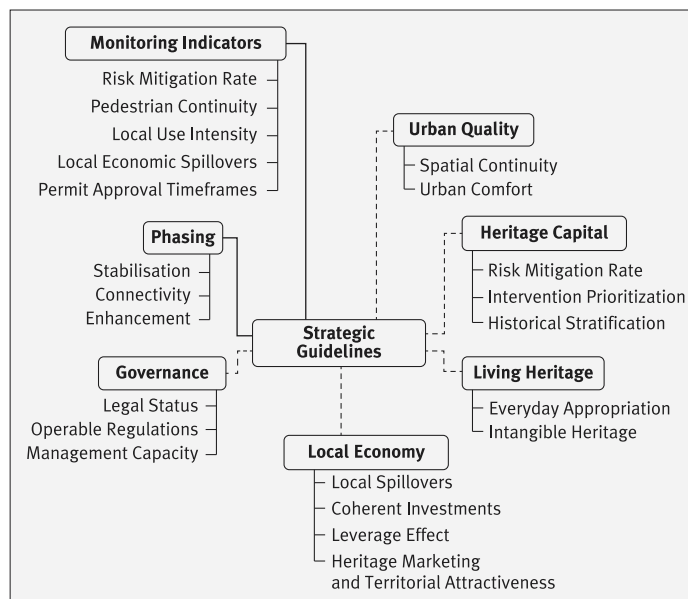 Monitoring Indicators
Risk Mitigation Rate
Pedestrian Continuity
Local Use Intensity
Local Economic Spillovers
Permit Approval Timeframes
Urban Quality
Spatial Continuity
Urban Comfort
Phasing
Stabilisation
Connectivity
Enhancement
Heritage Capital
Risk Mitigation Rate
Intervention Prioritization
Historical Stratification
Strategic
Guidelines
Governance
Legal Status
Operable Regulations
Management Capacity
Living Heritage
Everyday Appropriation
Intangible Heritage
Local Economy
Local Spillovers
Coherent Investments
Leverage Effect
Heritage Marketing
and Territorial Attractiveness